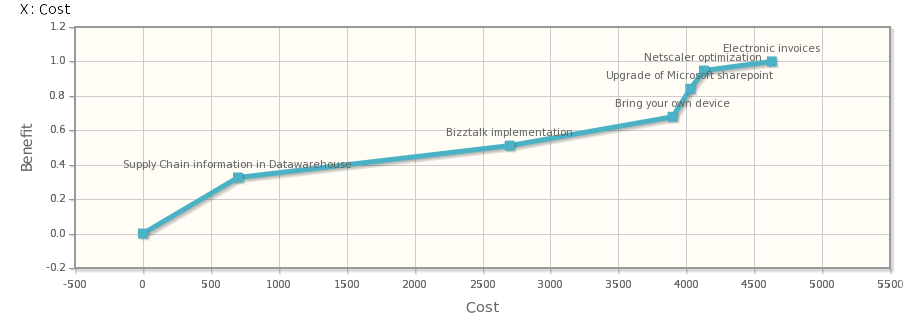 X: Cost
1.2
1.0
0.8
0.6
0.4
0.2
0.0
-0.2
Benefit
Electronic invoices
Netscaler optimization
Upgrade of Microsoft sharepoint
Bring your own device
Bizztalk implementation
Supply Chain information in Datawarehouse
-500 0 500 1000 1500 2000 2500 3000 3500 4000 4500 5000 5500
Cost